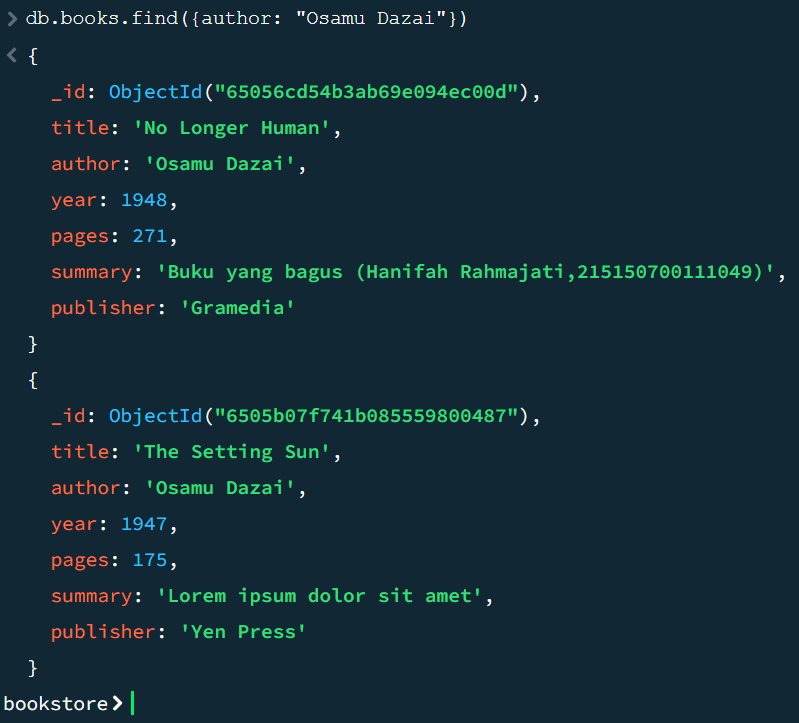 > db.books.find({author: "Osamu Dazai"})
< {
_id: ObjectId("65056cd54b3ab69e094ec00d"),
title: 'No Longer Human',
author: 'Osamu Dazai',
year: 1948,
pages: 271,
summary: 'Buku yang bagus (Hanifah Rahmajati,215150700111049)',
publisher: 'Gramedia'
}
{
_id: ObjectId("6505b07f741b085559800487"),
title: 'The Setting Sun',
author: 'Osamu Dazai',
year: 1947,
pages: 175,
summary: 'Lorem ipsum dolor sit amet',
publisher: 'Yen Press'
}
bookstore>